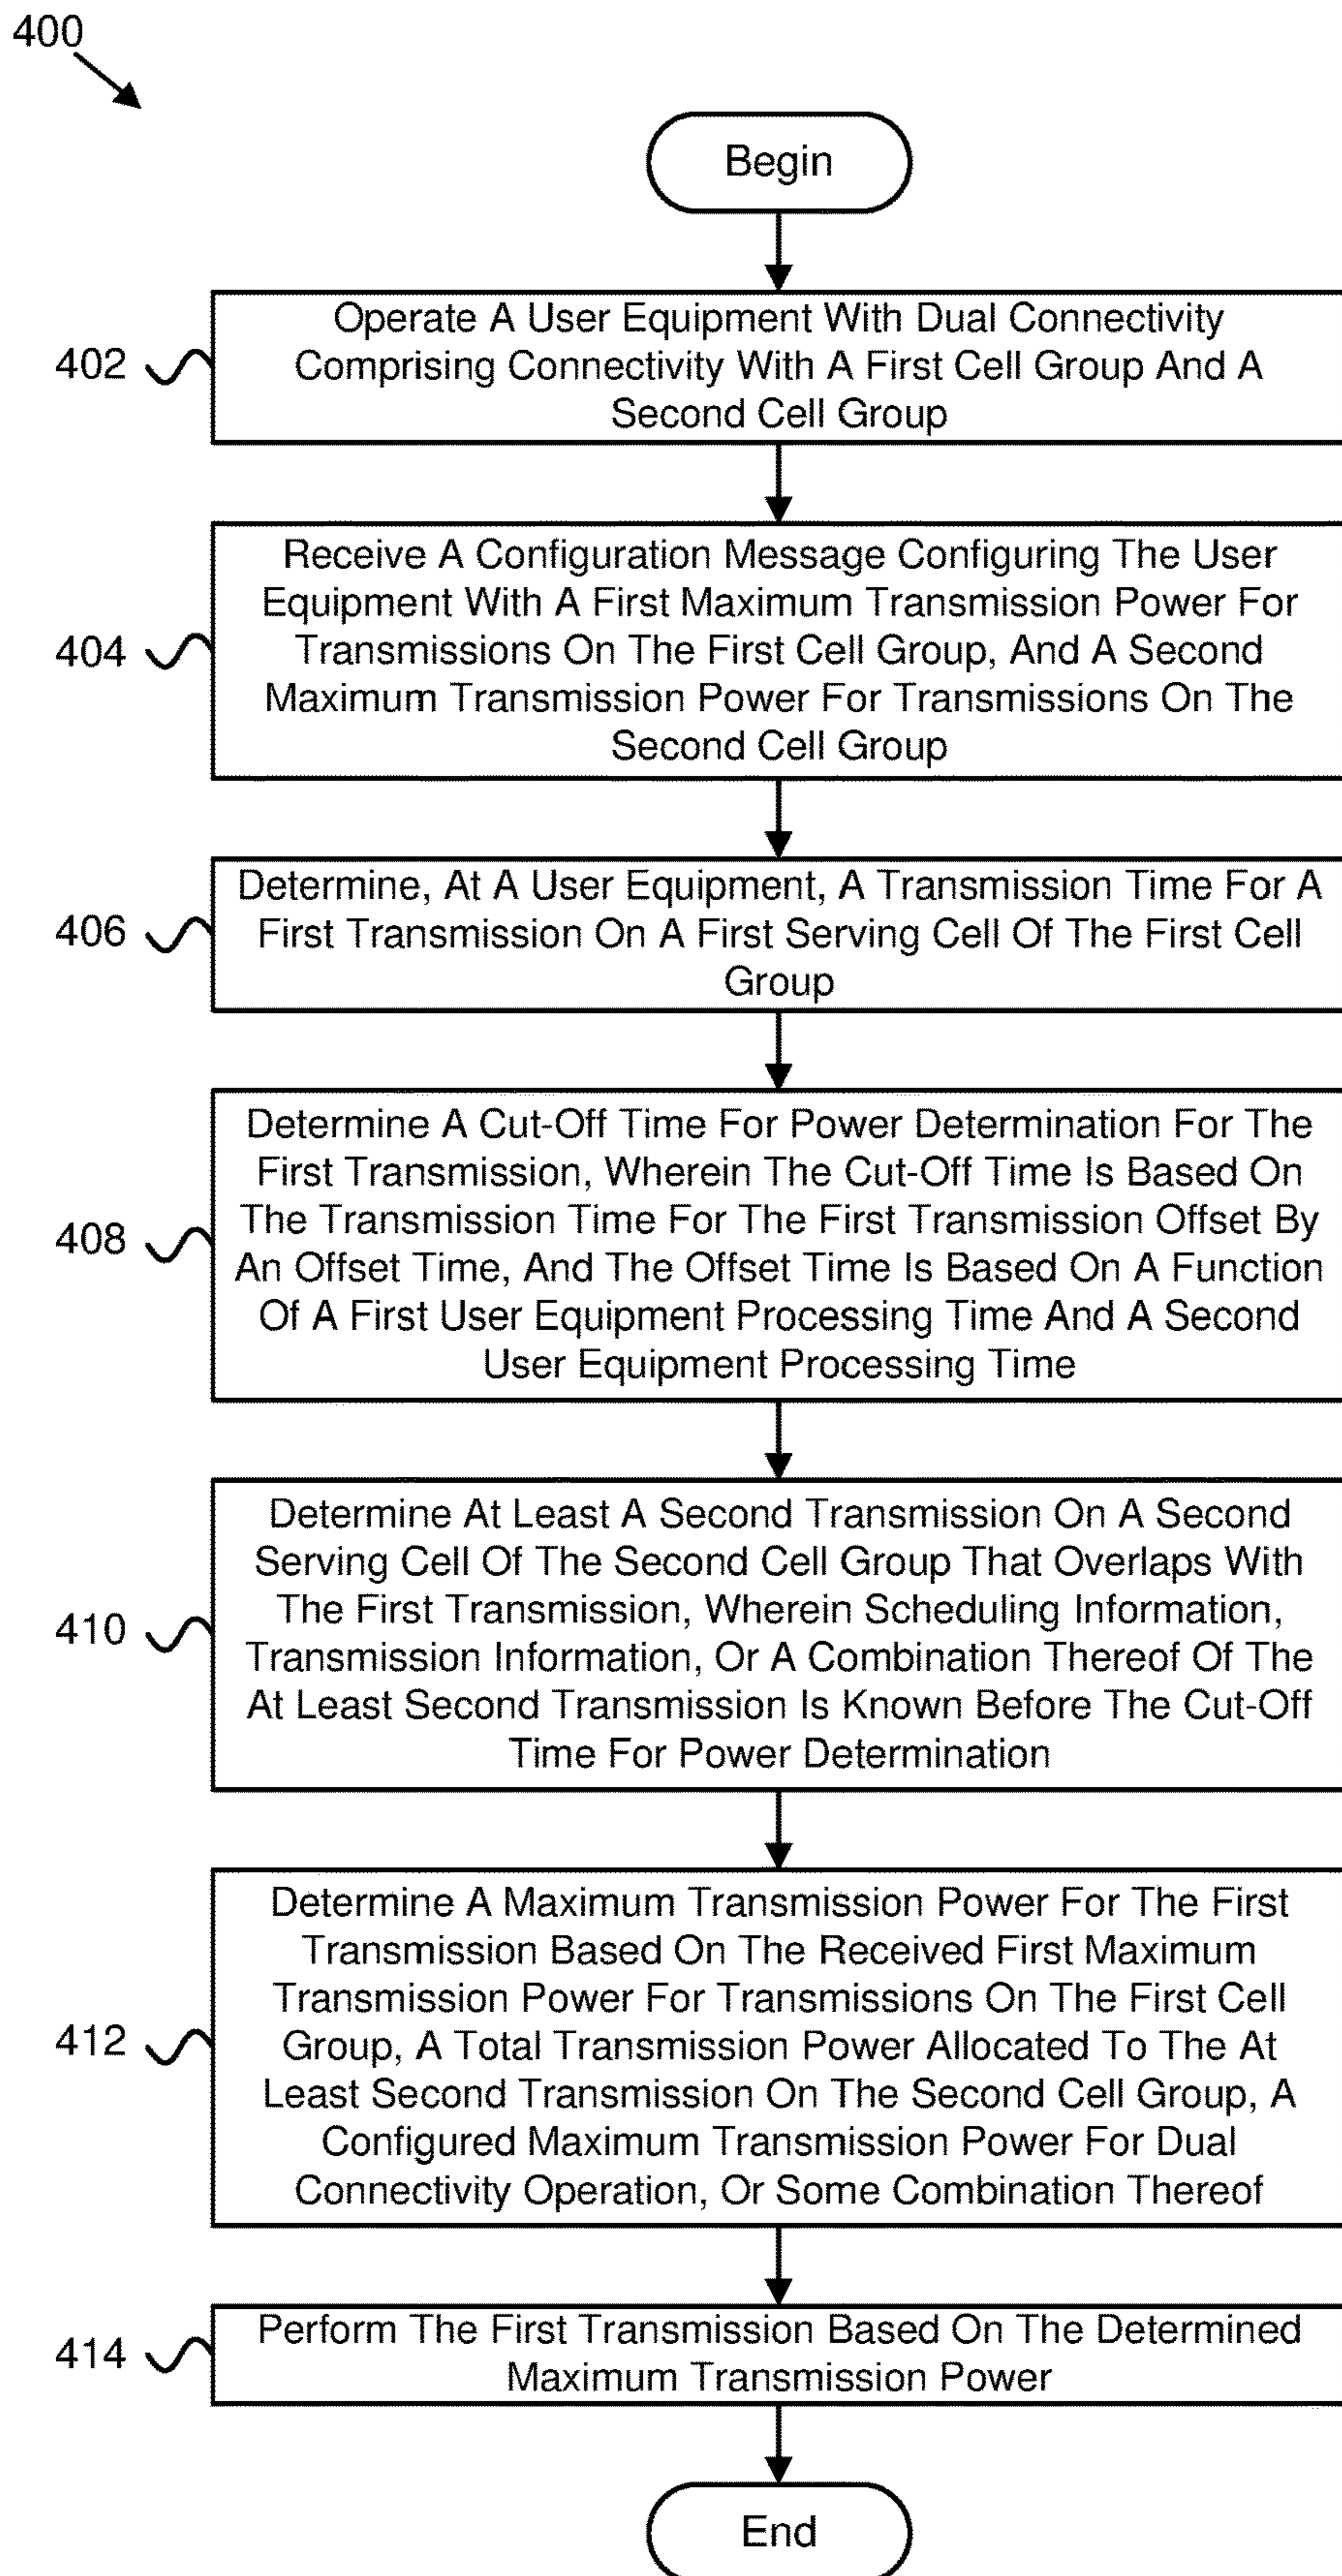 400
Begin
402
Operate A User Equipment With Dual Connectivity
Comprising Connectivity With A First Cell Group And A
Second Cell Group
404
Receive A Configuration Message Configuring The User
Equipment With A First Maximum Transmission Power For
Transmissions On The First Cell Group, And A Second
Maximum Transmission Power For Transmissions On The
Second Cell Group
406
Determine, At A User Equipment, A Transmission Time For A
First Transmission On A First Serving Cell Of The First Cell
Group
408
Determine A Cut-Off Time For Power Determination For The
First Transmission, Wherein The Cut-Off Time Is Based On
The Transmission Time For The First Transmission Offset By
An Offset Time, And The Offset Time Is Based On A Function
Of A First User Equipment Processing Time And A Second
User Equipment Processing Time
410
Determine At Least A Second Transmission On A Second
Serving Cell Of The Second Cell Group That Overlaps With
The First Transmission, Wherein Scheduling Information,
Transmission Information, Or A Combination Thereof Of The
At Least Second Transmission Is Known Before The Cut-Off
Time For Power Determination
412
Determine A Maximum Transmission Power For The First
Transmission Based On The Received First Maximum
Transmission Power For Transmissions On The First Cell
Group, A Total Transmission Power Allocated To The At
Least Second Transmission On The Second Cell Group, A
Configured Maximum Transmission Power For Dual
Connectivity Operation, Or Some Combination Thereof
414
Perform The First Transmission Based On The Determined
Maximum Transmission Power
End